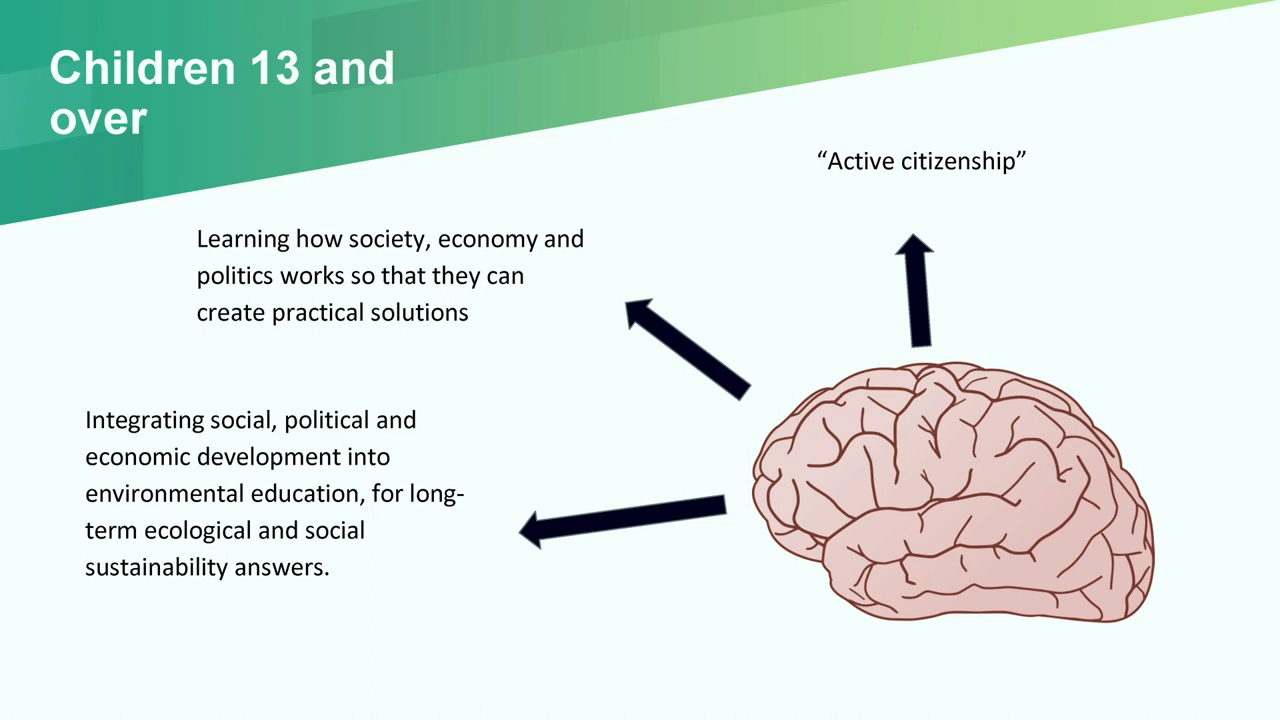 Children 13 and
over
“Active citizenship”
Learning how society, economy and
politics works so that they can
create practical solutions
Integrating social, political and
economic development into
environmental education, for long-
term ecological and social
sustainability answers.